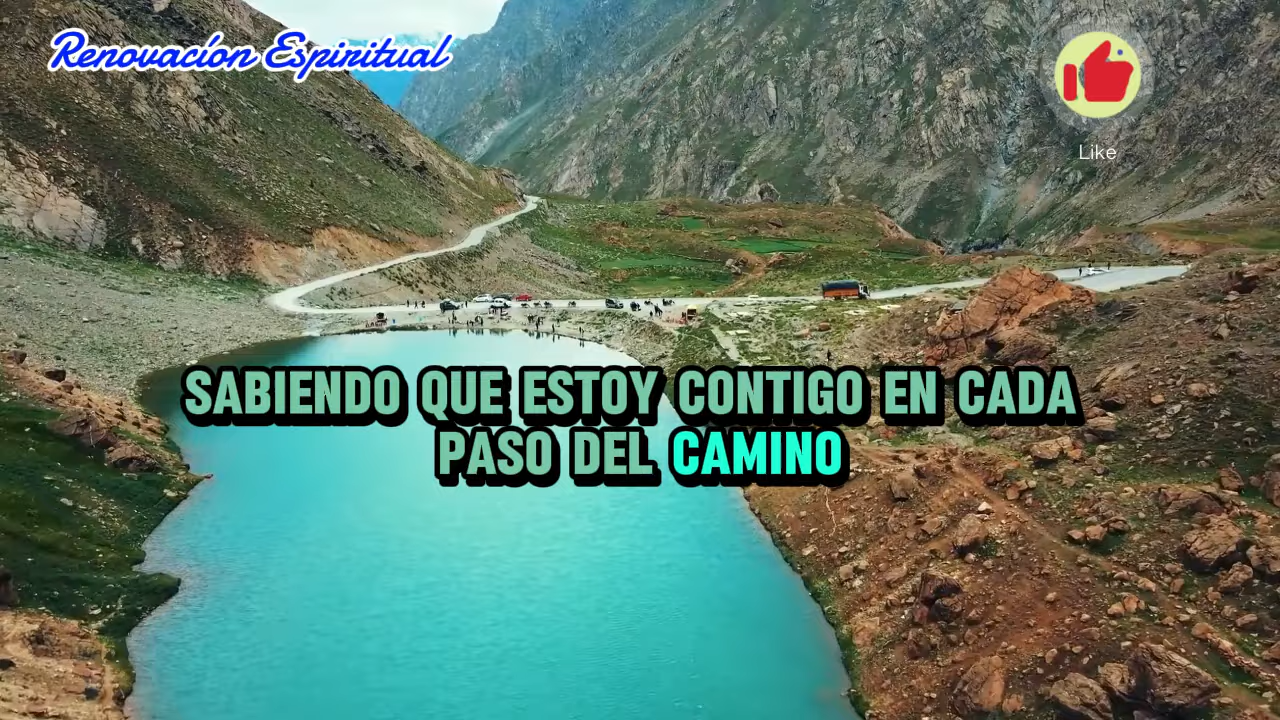 Renovación Espiritual
Like
SABIENDO QUE ESTOY CONTIGO EN CADA
PASO DEL CAMINO